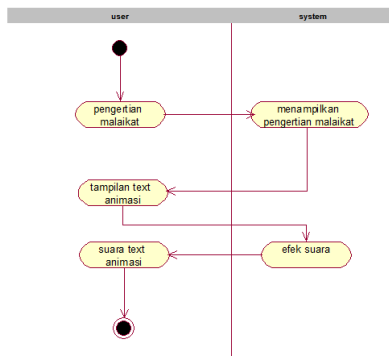 user
system
pengertian
malaikat
menampilkan
pengertian malaikat
tampilan text
animasi
efek suara
suara text
animasi